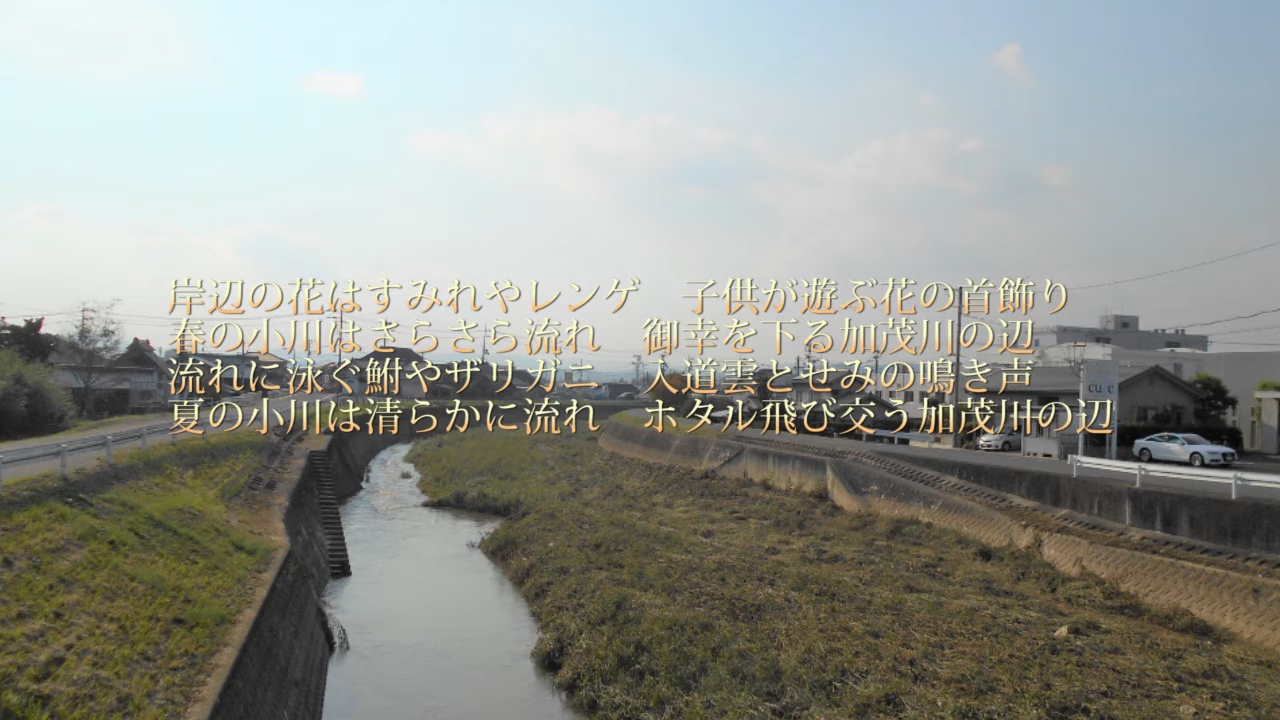 岸辺の花はすみれやレンゲ　子供が遊ぶ花の首飾り
春の小川はさらさら流れ　御幸を下る加茂川の辺
流れに泳ぐ鮒やザリガニ　入道雲とせみの鳴き声
夏の小川は清らかに流れ　ホタル飛び交う加茂川の辺